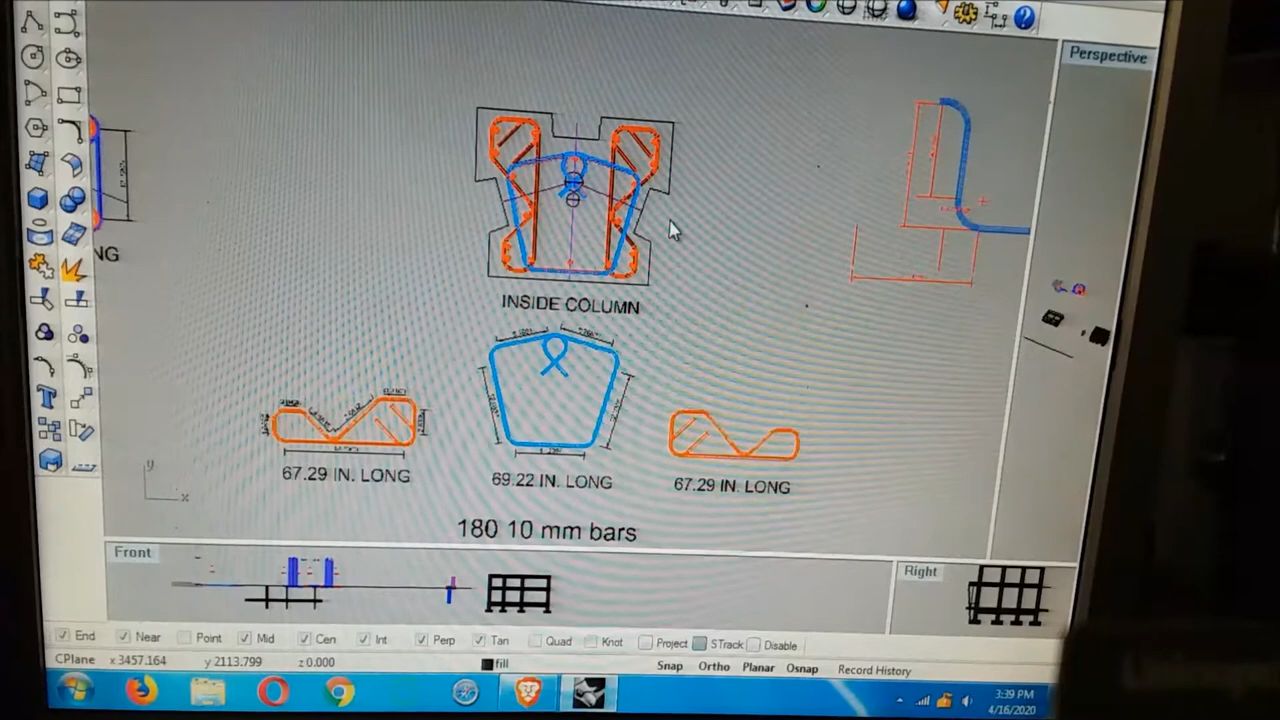 Perspective
NG
INSIDE COLUMN
67.29 IN. LONG
69.22 IN. LONG
67.29 IN. LONG
180 10 mm bars
y
x
Front
Right
End Near Point Mid Cen Int Perp Tan Quad Knot Project STrack Disable
CPlane x 3457.164 y 2113.799 z 0.000 fill Snap Ortho Planar Osnap Record History
3:39 PM
4/16/2020